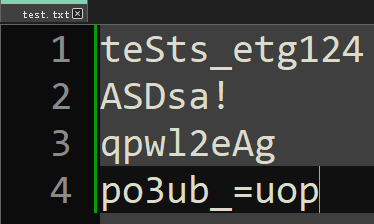 test.txt
1 teSts_etg124
2 ASDsa!
3 qpwl2eAg
4 po3ub_=uop